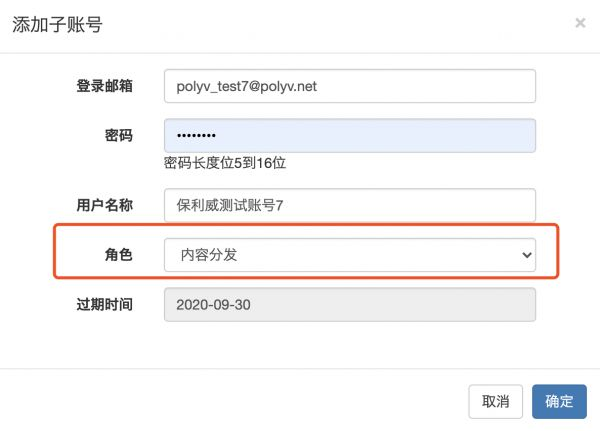 添加子账号 ×
登录邮箱 polyv_test7@polyv.net
密码 ••••••••
密码长度位5到16位
用户名称 保利威测试账号7
角色 内容分发
过期时间 2020-09-30
取消 确定